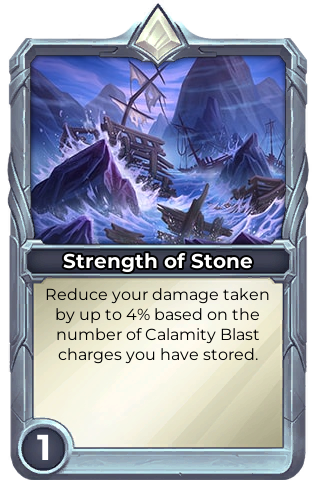 Strength of Stone
Reduce your damage taken
by up to 4% based on the
number of Calamity Blast
charges you have stored.
1